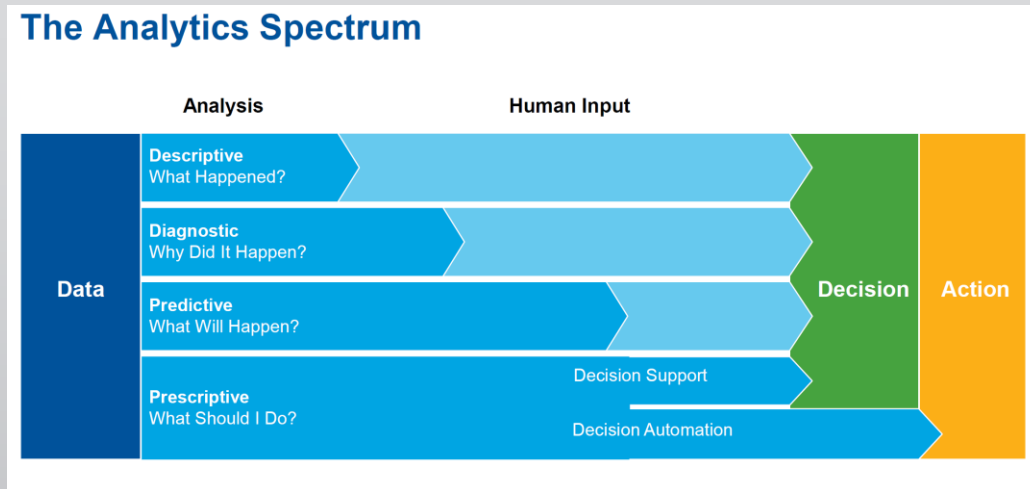 The Analytics Spectrum
Analysis
Human Input
Data
Descriptive
What Happened?
Diagnostic
Why Did It Happen?
Predictive
What Will Happen?
Prescriptive
What Should I Do?
Decision Support
Decision Automation
Decision
Action